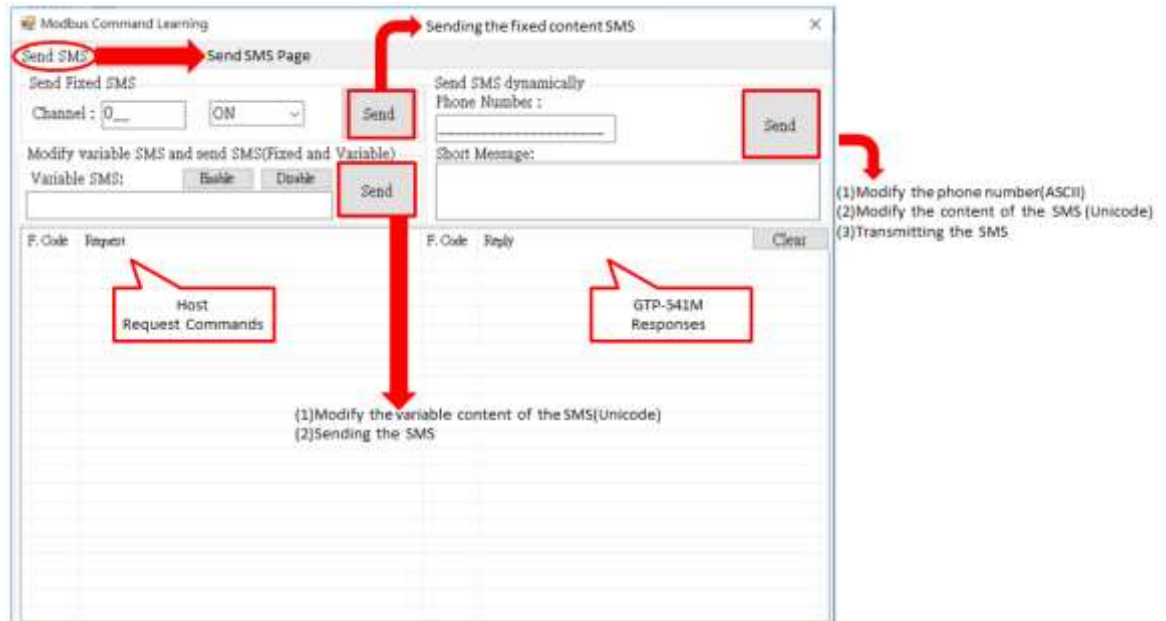 Modbus Command Learning
Sending the fixed content SMS
Send SMS
Send SMS Page
Send Fixed SMS
Channel : 0__
ON
Send
Send SMS dynamically
Phone Number :
____________________
Send
Modify variable SMS and send SMS(Fixed and Variable)
Variable SMS:
Enable
Disable
Send
Short Message:
(1)Modify the phone number(ASCII)
(2)Modify the content of the SMS (Unicode)
(3)Transmitting the SMS
F. Code
Request
F. Code
Reply
Clear
Host
Request Commands
GTP-541M
Responses
(1)Modify the variable content of the SMS(Unicode)
(2)Sending the SMS